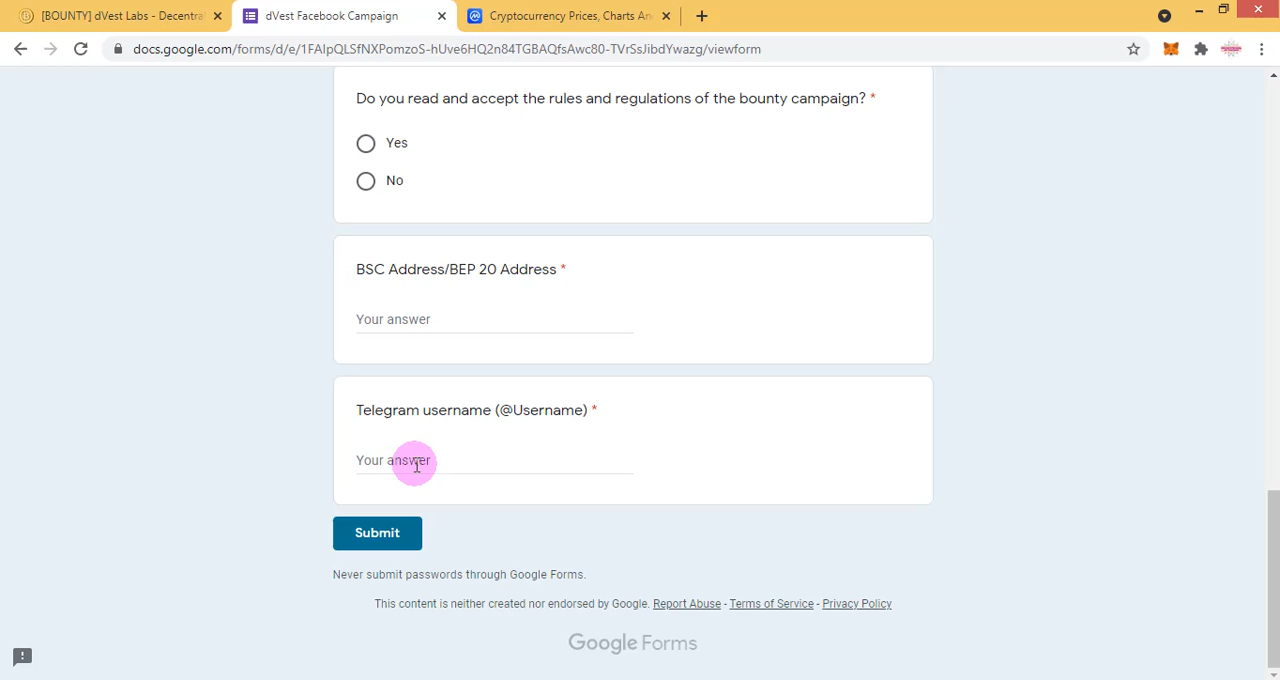 [BOUNTY] dVest Labs - Decentra
dVest Facebook Campaign
Cryptocurrency Prices, Charts An
docs.google.com/forms/d/e/1FAIpQLSfNXPomzoS-hUve6HQ2n84TGBAQfsAwc80-TVrSsJibdYwazg/viewform
Do you read and accept the rules and regulations of the bounty campaign? *
Yes
No
BSC Address/BEP 20 Address *
Your answer
Telegram username (@Username) *
Your answer
Submit
Never submit passwords through Google Forms.
This content is neither created nor endorsed by Google. Report Abuse - Terms of Service - Privacy Policy
Google Forms